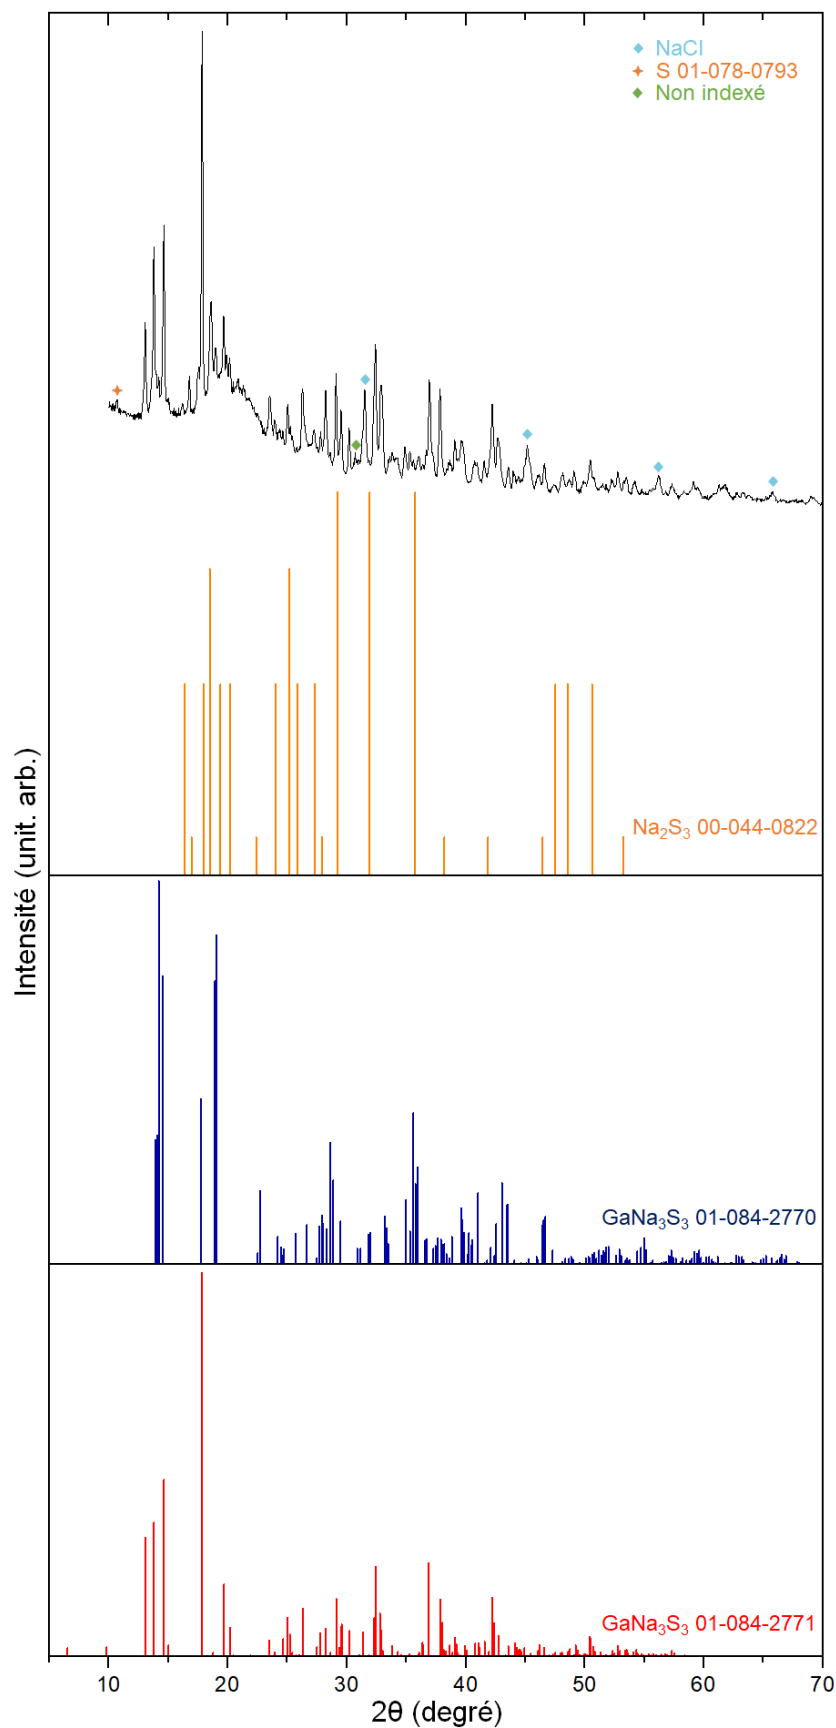 NaCl
S 01-078-0793
Non indexé
Intensité (unit. arb.)
Na₂S₃ 00-044-0822
GaNa₃S₃ 01-084-2770
GaNa₃S₃ 01-084-2771
10 20 30 40 50 60 70
2θ (degré)